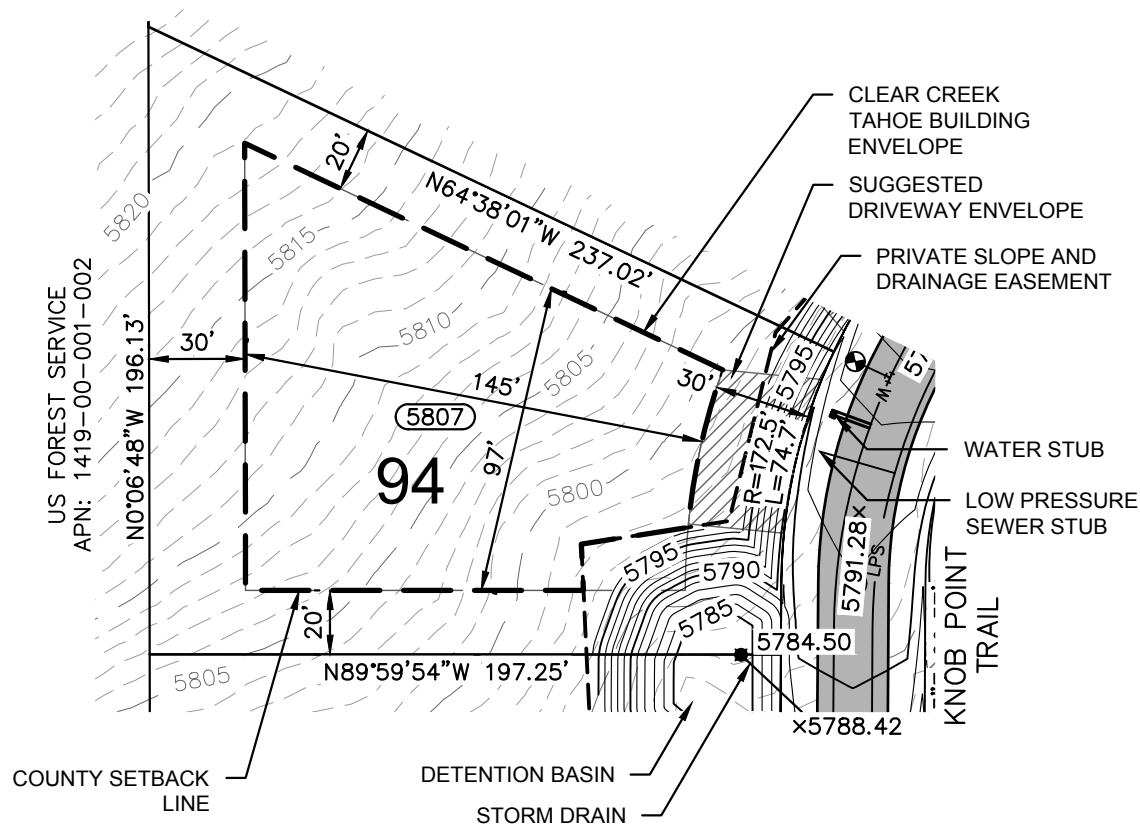 CLEAR CREEK
TAHOE BUILDING
ENVELOPE
SUGGESTED
DRIVEWAY ENVELOPE
PRIVATE SLOPE AND
DRAINAGE EASEMENT
20'
N64°38'01"W 237.02'
5820
5815
5810
5805
5800
US FOREST SERVICE
APN: 1419-00-001-002
N0°06'48"W 196.13'
30'
145'
30'
5795
5807
94
97'
R=172.5'
L=74.7'
W
WATER STUB
LOW PRESSURE
SEWER STUB
5791.28×
LPS
KNOB POINT
TRAIL
5795
5790
5785
5784.50
20'
N89°59'54"W 197.25'
5805
×5788.42
COUNTY SETBACK
LINE
DETENTION BASIN
STORM DRAIN